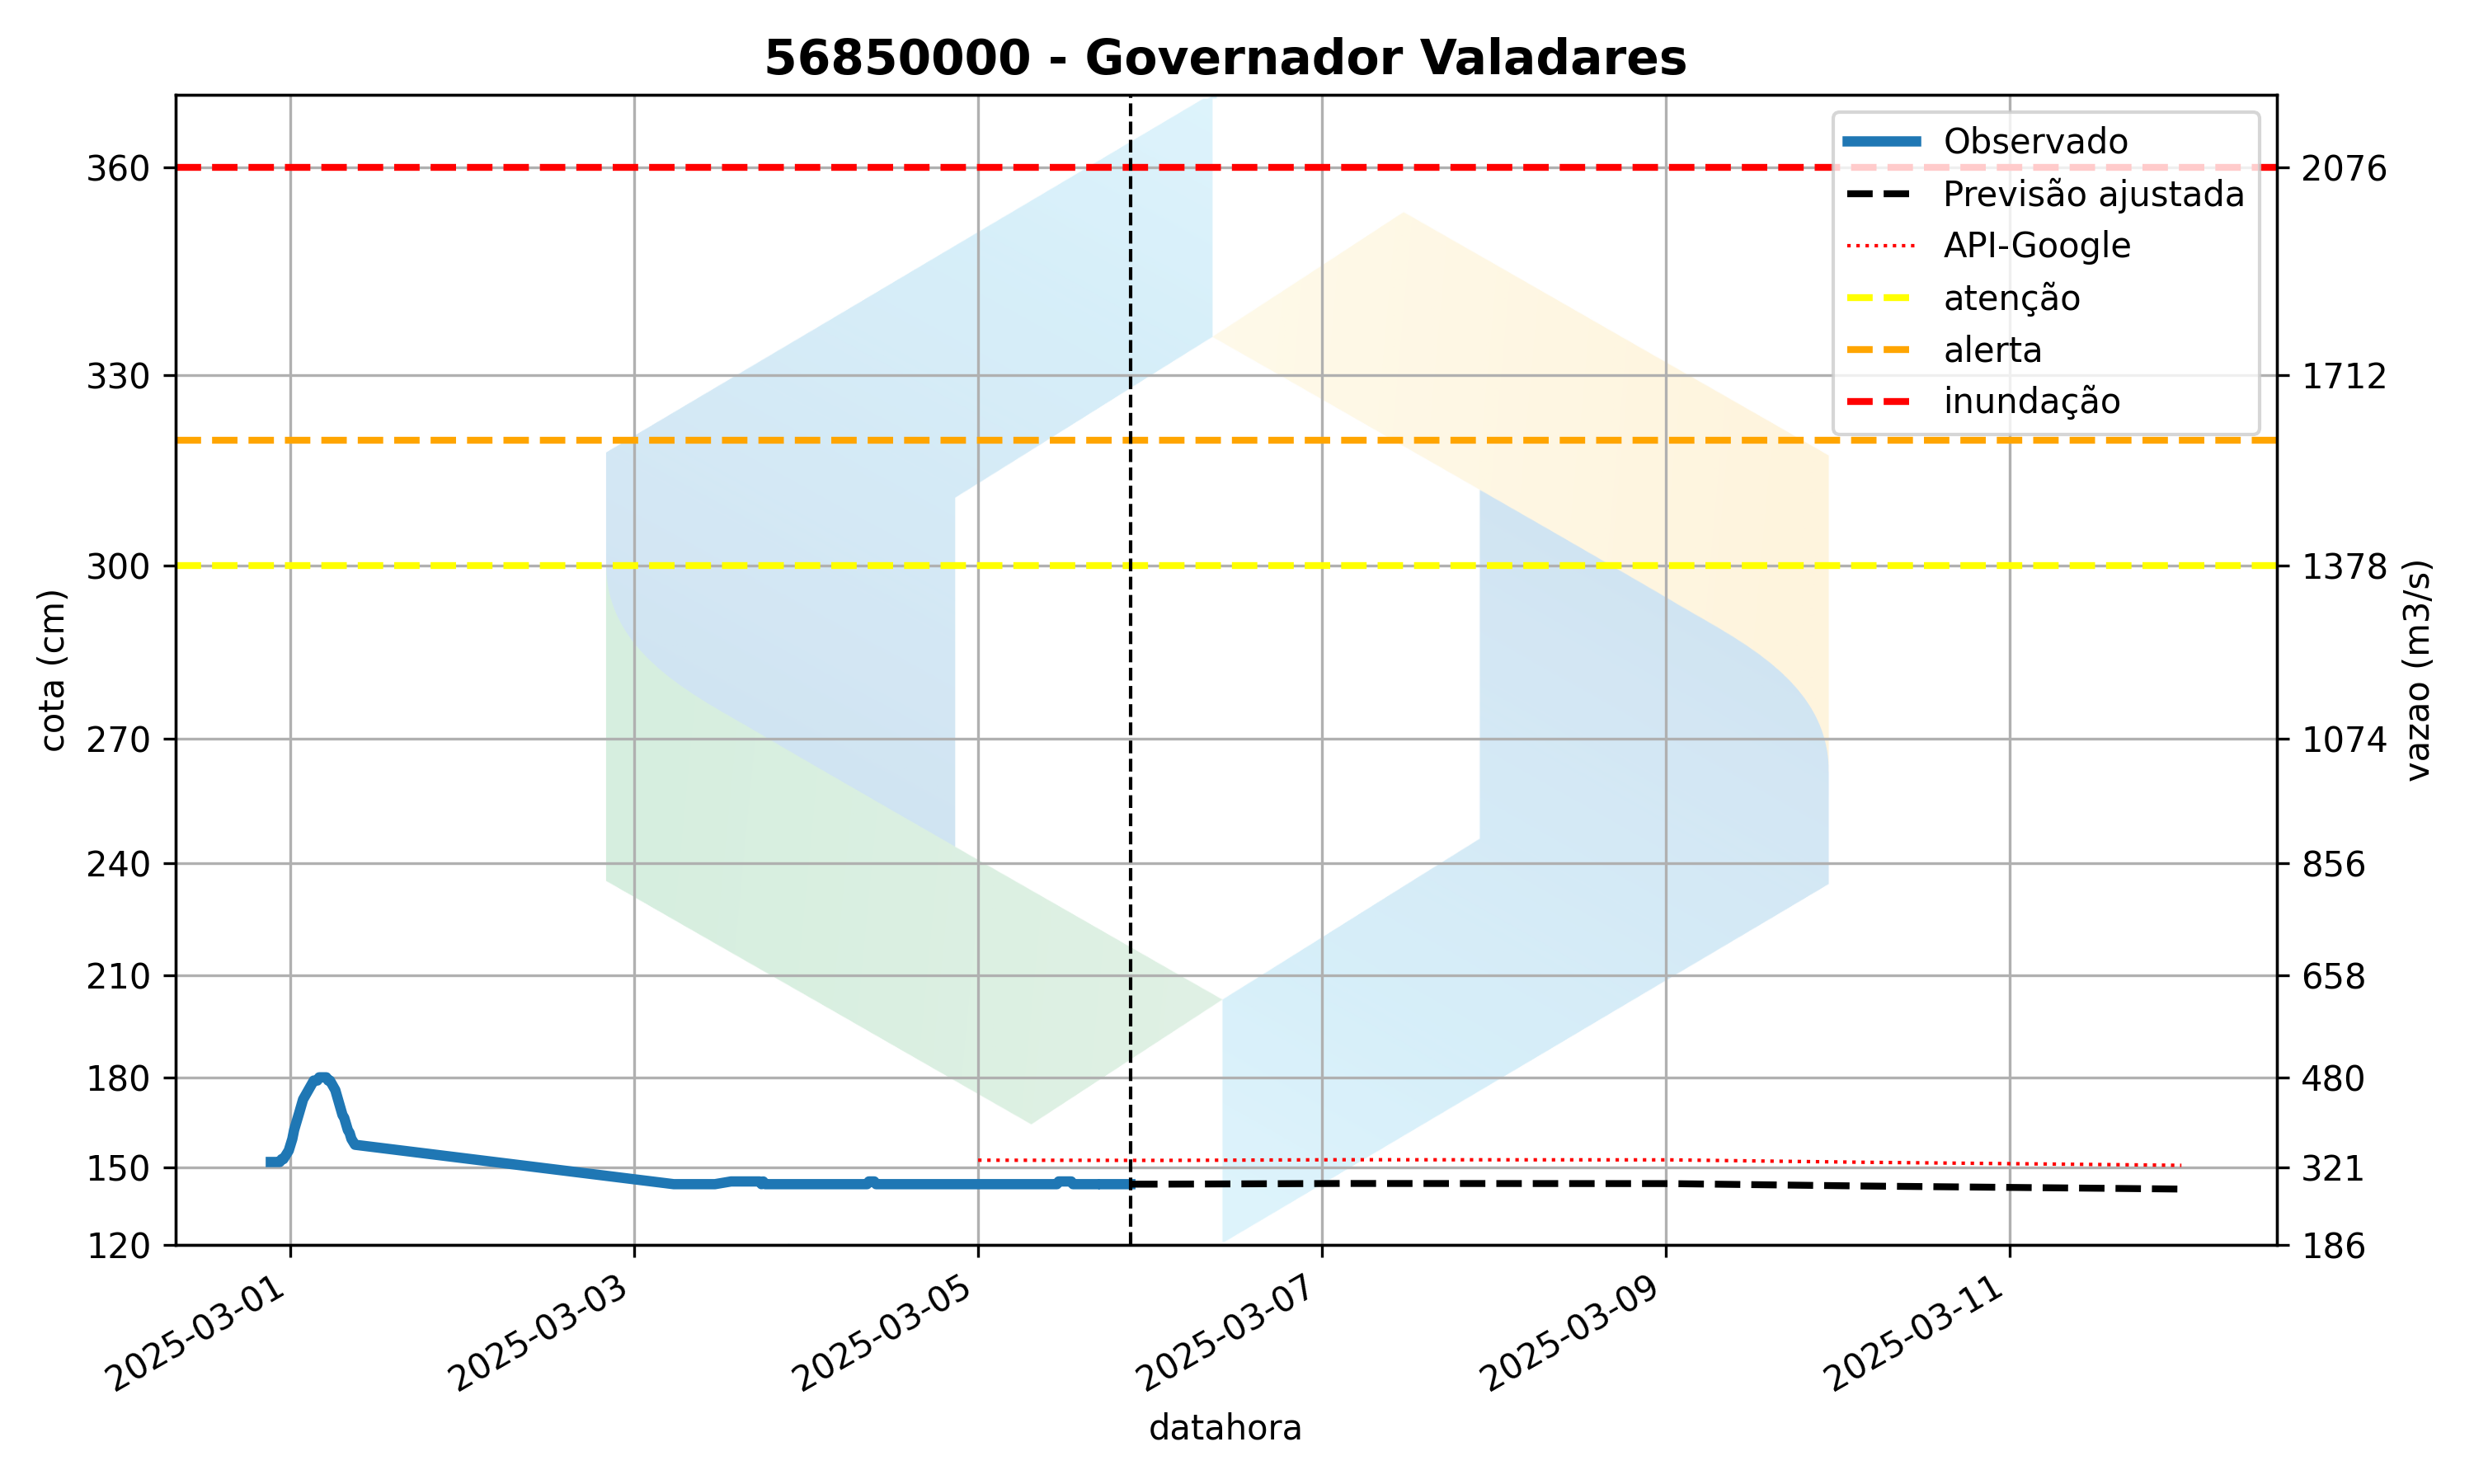 56850000 - Governador Valadares
Observado
Previsão ajustada
API-Google
atenção
alerta
inundação
cota (cm)
360
330
300
270
240
210
180
150
120
2076
1712
1378
1074
856
658
480
321
186
vazao (m3/s)
2025-03-01
2025-03-03
2025-03-05
2025-03-07
2025-03-09
2025-03-11
datahora